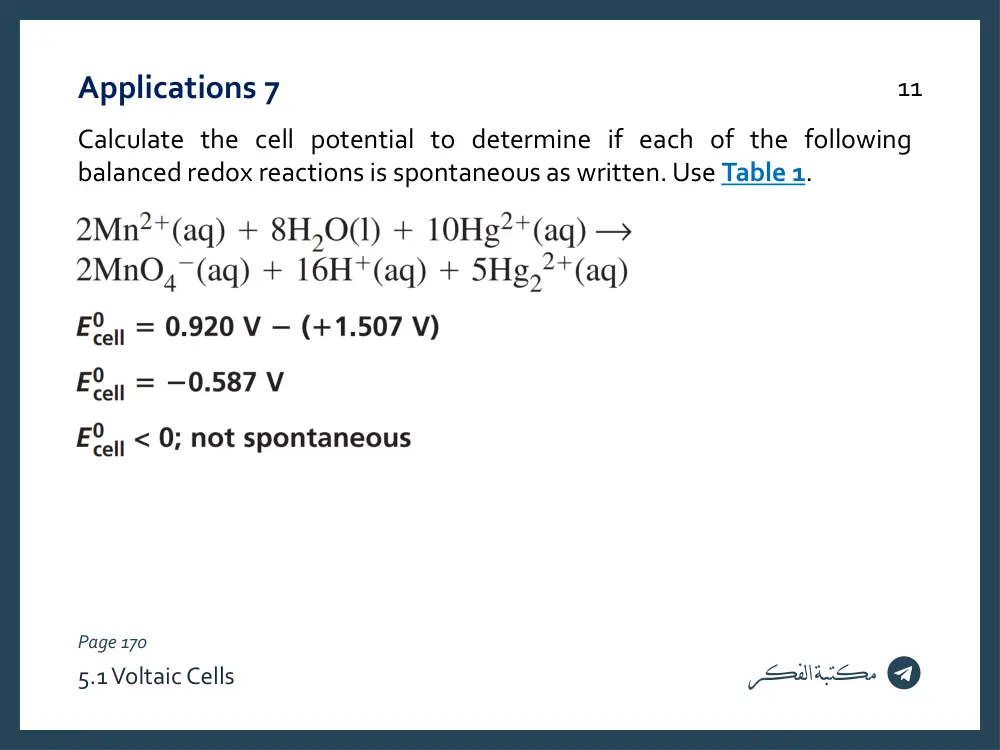 Applications 7
11
Calculate the cell potential to determine if each of the following
balanced redox reactions is spontaneous as written. Use Table 1.
2Mn²⁺(aq) + 8H₂O(l) + 10Hg²⁺(aq) ⟶
2MnO₄⁻(aq) + 16H⁺(aq) + 5Hg₂²⁺(aq)
E⁰cell = 0.920 V − (+1.507 V)
E⁰cell = −0.587 V
E⁰cell < 0; not spontaneous
Page 170
5.1 Voltaic Cells
مكتبة الفكر